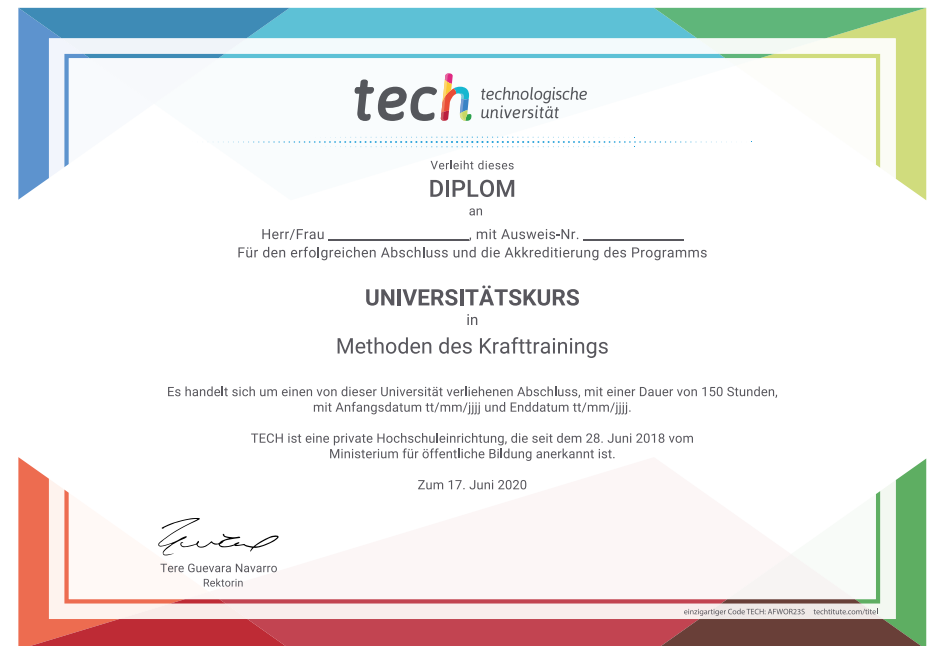 tech technologische
universität
Verleiht dieses
DIPLOM
an
Herr/Frau ____________________, mit Ausweis-Nr. __________________
Für den erfolgreichen Abschluss und die Akkreditierung des Programms
UNIVERSITÄTSKURS
in
Methoden des Krafttrainings
Es handelt sich um einen von dieser Universität verliehenen Abschluss, mit einer Dauer von 150 Stunden,
mit Anfangsdatum tt/mm/jjjj und Enddatum tt/mm/jjjj.
TECH ist eine private Hochschuleinrichtung, die seit dem 28. Juni 2018 vom
Ministerium für öffentliche Bildung anerkannt ist.
Zum 17. Juni 2020
Tere Guevara Navarro
Rektorin
einzigartiger Code TECH: AFWOR23S techtitute.com/titel